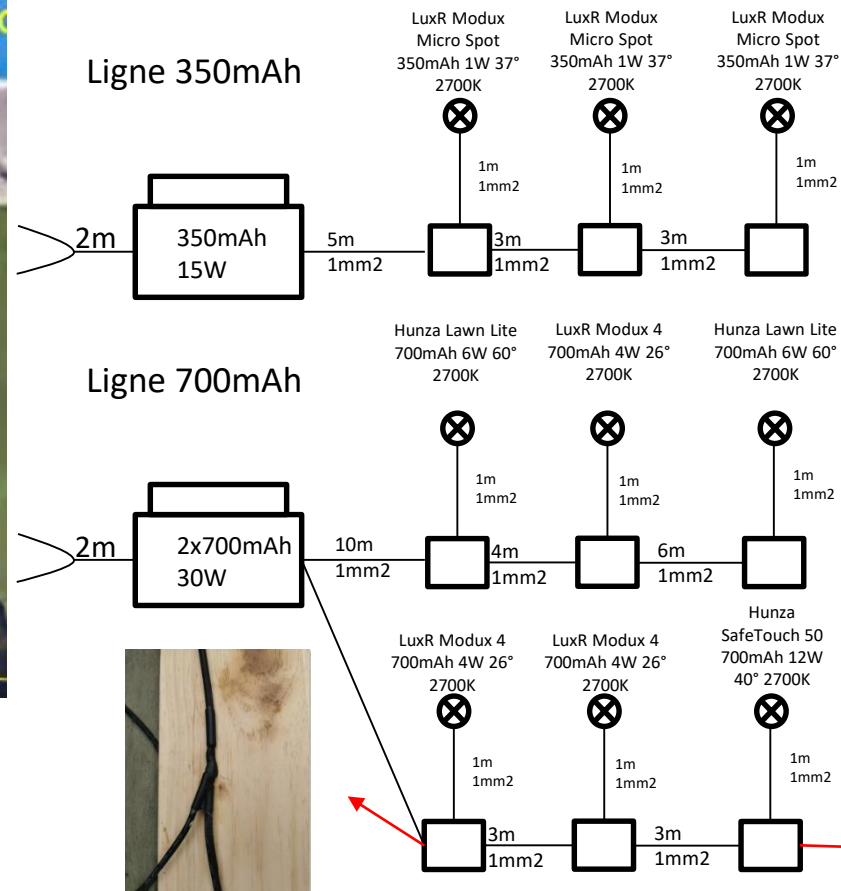 LuxR Modux
Micro Spot
350mAh 1W 37°
2700K
LuxR Modux
Micro Spot
350mAh 1W 37°
2700K
LuxR Modux
Micro Spot
350mAh 1W 37°
2700K
Ligne 350mAh
1m
1mm2
1m
1mm2
1m
1mm2
2m
350mAh
15W
5m
1mm2
3m
1mm2
3m
1mm2
Hunza Lawn Lite
700mAh 6W 60°
2700K
LuxR Modux 4
700mAh 4W 26°
2700K
Hunza Lawn Lite
700mAh 6W 60°
2700K
Ligne 700mAh
1m
1mm2
1m
1mm2
1m
1mm2
2m
2x700mAh
30W
10m
1mm2
4m
1mm2
6m
1mm2
LuxR Modux 4
700mAh 4W 26°
2700K
LuxR Modux 4
700mAh 4W 26°
2700K
Hunza
SafeTouch 50
700mAh 12W
40° 2700K
1m
1mm2
1m
1mm2
1m
1mm2
3m
1mm2
3m
1mm2